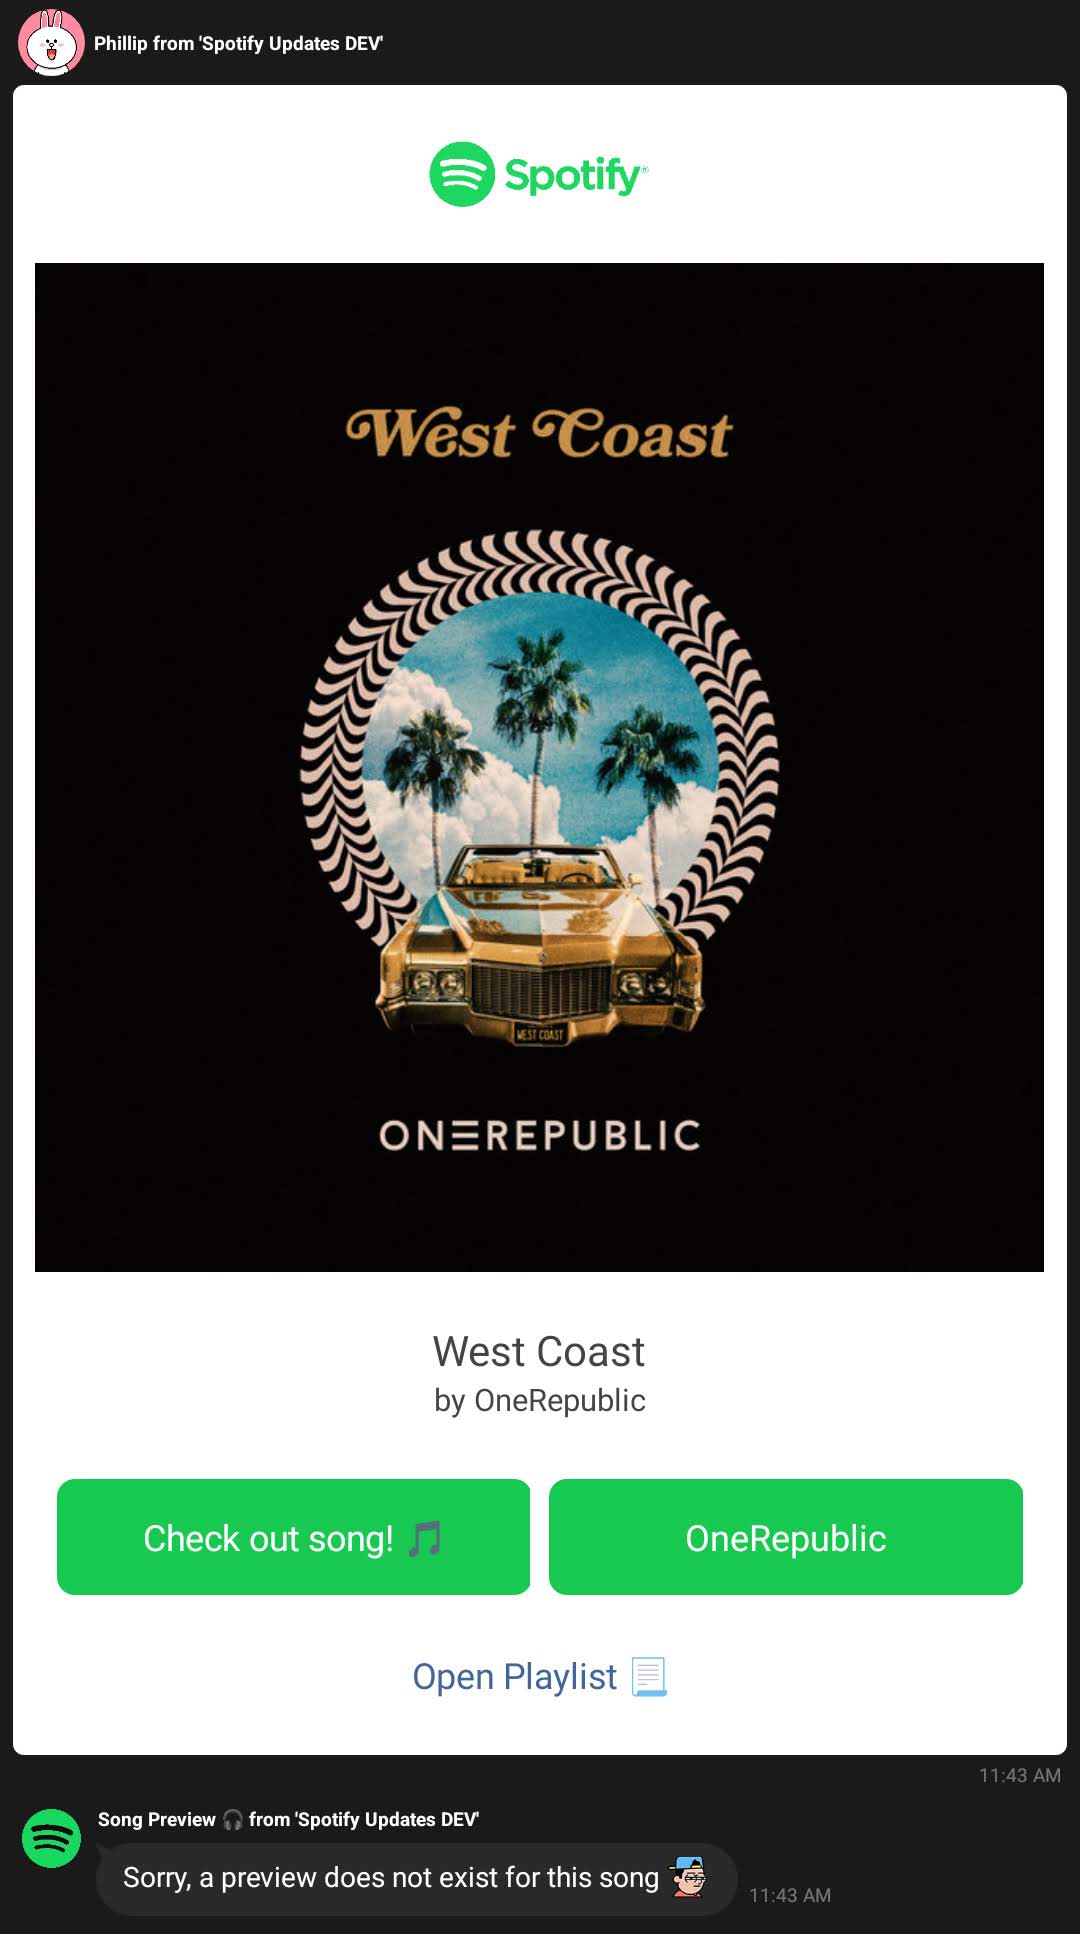 Phillip from 'Spotify Updates DEV'
Spotify®
West Coast
WEST COAST
ONEREPUBLIC
West Coast
by OneRepublic
Check out song! 🎵
OneRepublic
Open Playlist 📃
11:43 AM
Song Preview 🎧 from 'Spotify Updates DEV'
Sorry, a preview does not exist for this song
11:43 AM